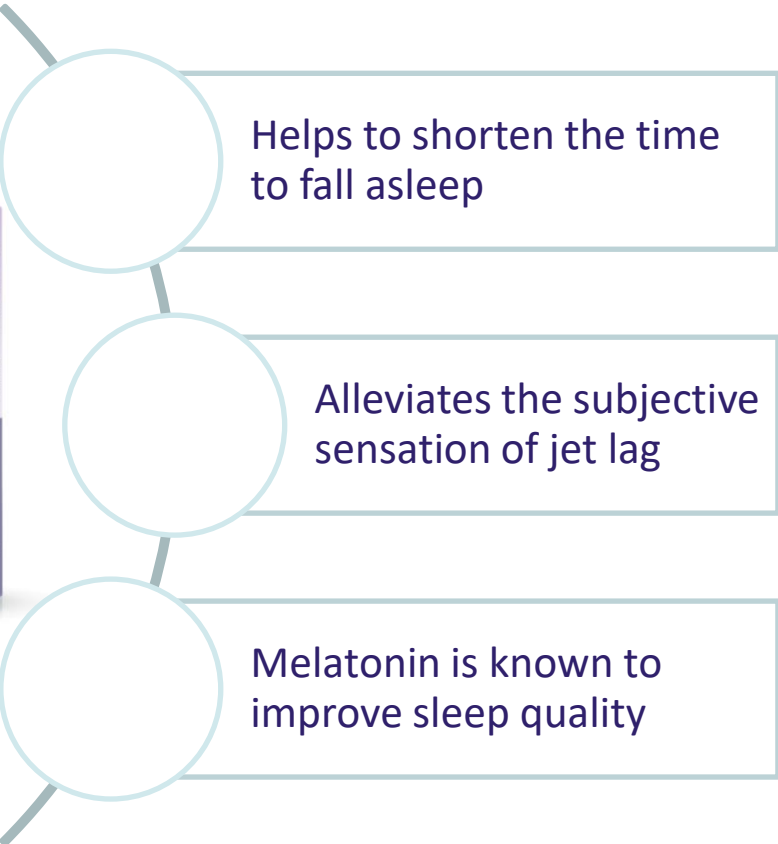 Helps to shorten the time
to fall asleep
Alleviates the subjective
sensation of jet lag
Melatonin is known to
improve sleep quality